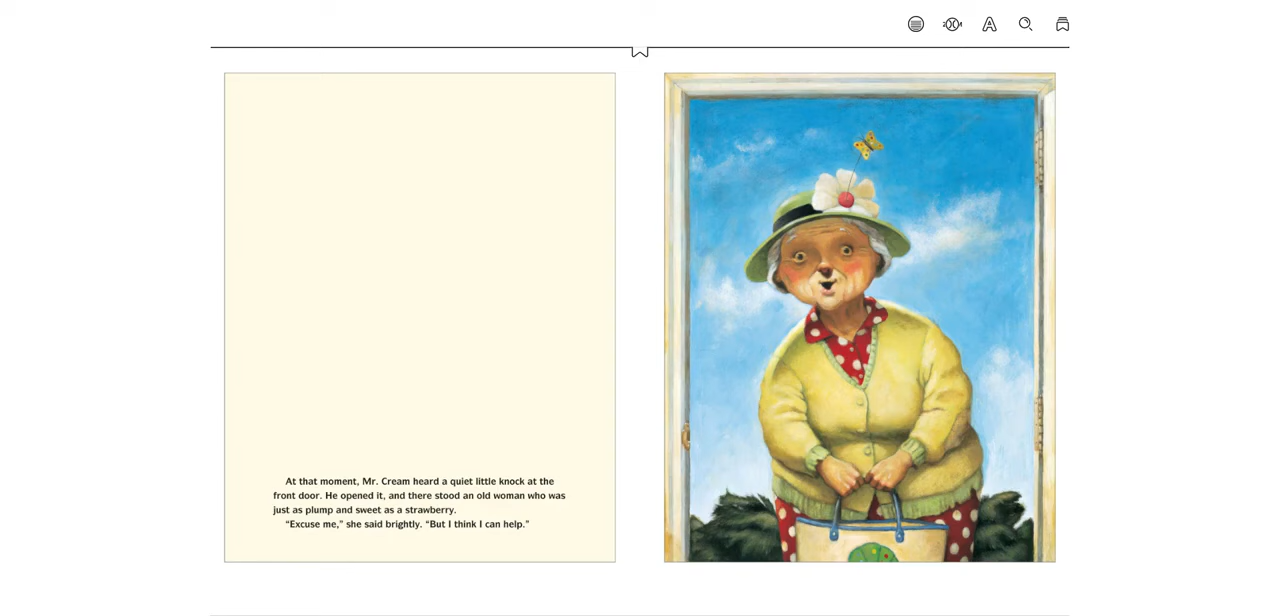 At that moment, Mr. Cream heard a quiet little knock at the
front door. He opened it, and there stood an old woman who was
just as plump and sweet as a strawberry.
“Excuse me,” she said brightly. “But I think I can help.”